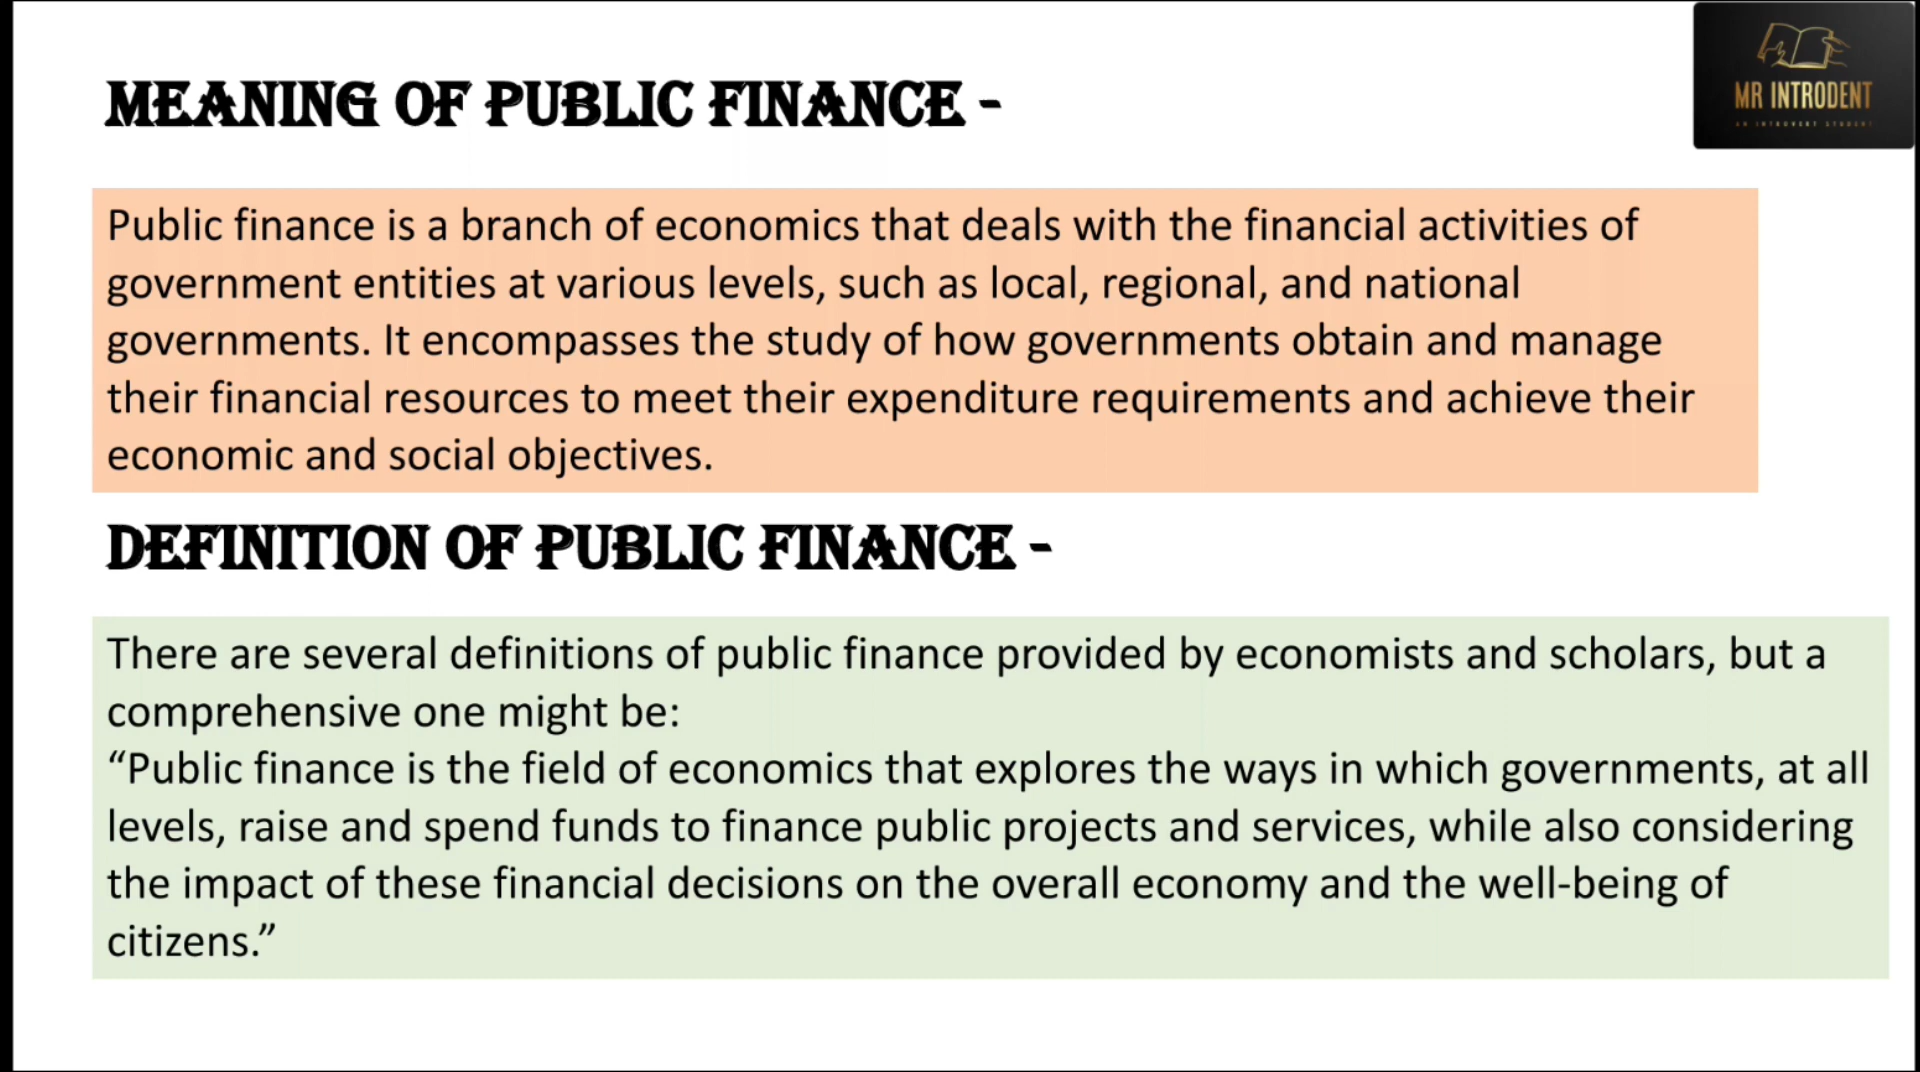 MEANING OF PUBLIC FINANCE -
MR INTRODENT
AN INTROVERT STUDENT
Public finance is a branch of economics that deals with the financial activities of
government entities at various levels, such as local, regional, and national
governments. It encompasses the study of how governments obtain and manage
their financial resources to meet their expenditure requirements and achieve their
economic and social objectives.
DEFINITION OF PUBLIC FINANCE -
There are several definitions of public finance provided by economists and scholars, but a
comprehensive one might be:
“Public finance is the field of economics that explores the ways in which governments, at all
levels, raise and spend funds to finance public projects and services, while also considering
the impact of these financial decisions on the overall economy and the well-being of
citizens.”